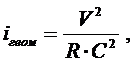 i_геом = V² / (R · C²) ,